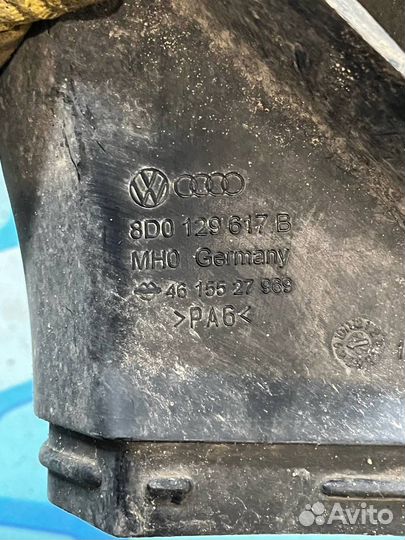 8D0 129 617 B
MH0 Germany
46 155 27 969
>PA6<
Avito